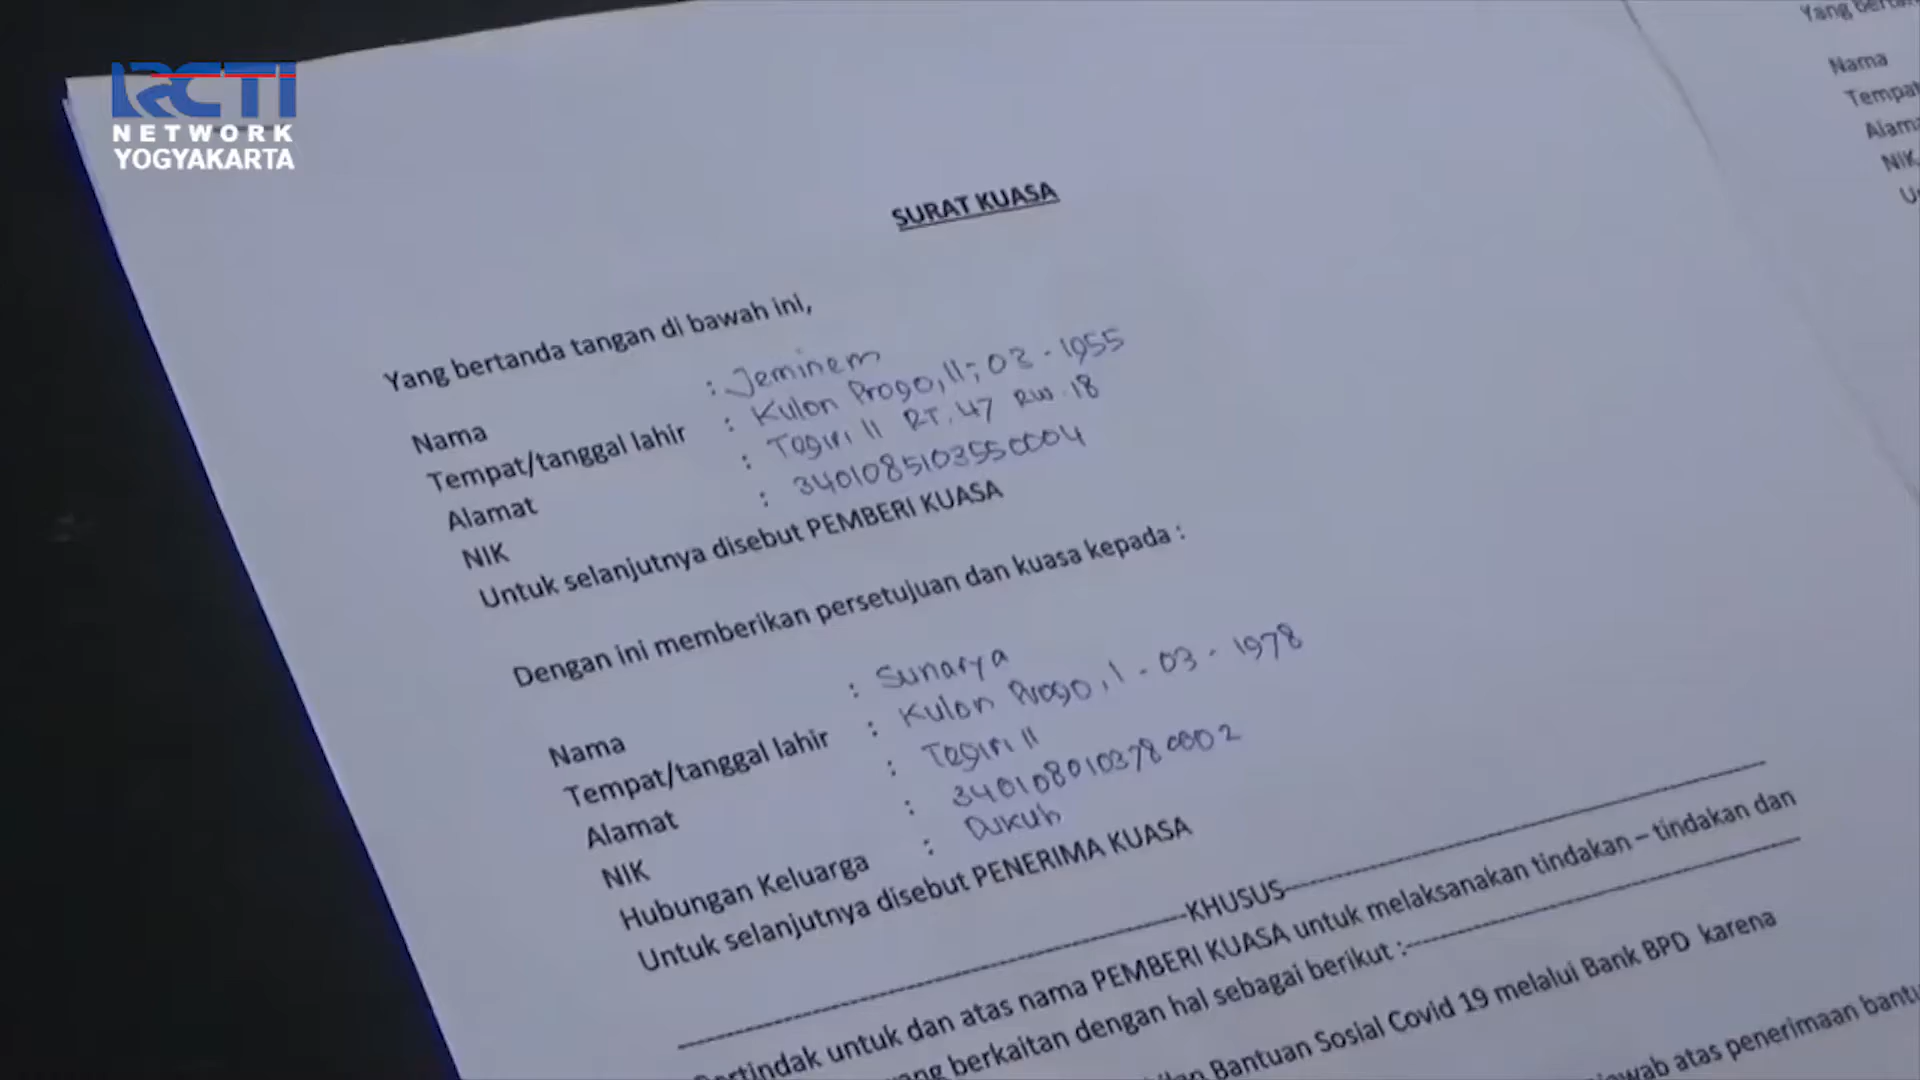 RCTI
NETWORK
YOGYAKARTA
SURAT KUASA
Yang bertanda tangan di bawah ini,
Nama : Jeminem
Tempat/tanggal lahir : Kulon Progo, 11; 03 - 1955
Alamat : Tegiri II RT. 47 RW. 18
NIK : 3401085103550004
Untuk selanjutnya disebut PEMBERI KUASA
Dengan ini memberikan persetujuan dan kuasa kepada :
Nama : Sunarya
Tempat/tanggal lahir : Kulon Progo, 1 - 03 - 1978
Alamat : Tegiri II
NIK : 3401080103780002
Hubungan Keluarga : Dukuh
Untuk selanjutnya disebut PENERIMA KUASA
KHUSUS
untuk dan atas nama PEMBERI KUASA untuk melaksanakan tindakan – tindakan dan
berkaitan dengan hal sebagai berikut :
Bantuan Sosial Covid 19 melalui Bank BPD karena
atas penerimaan
Yang
Nama